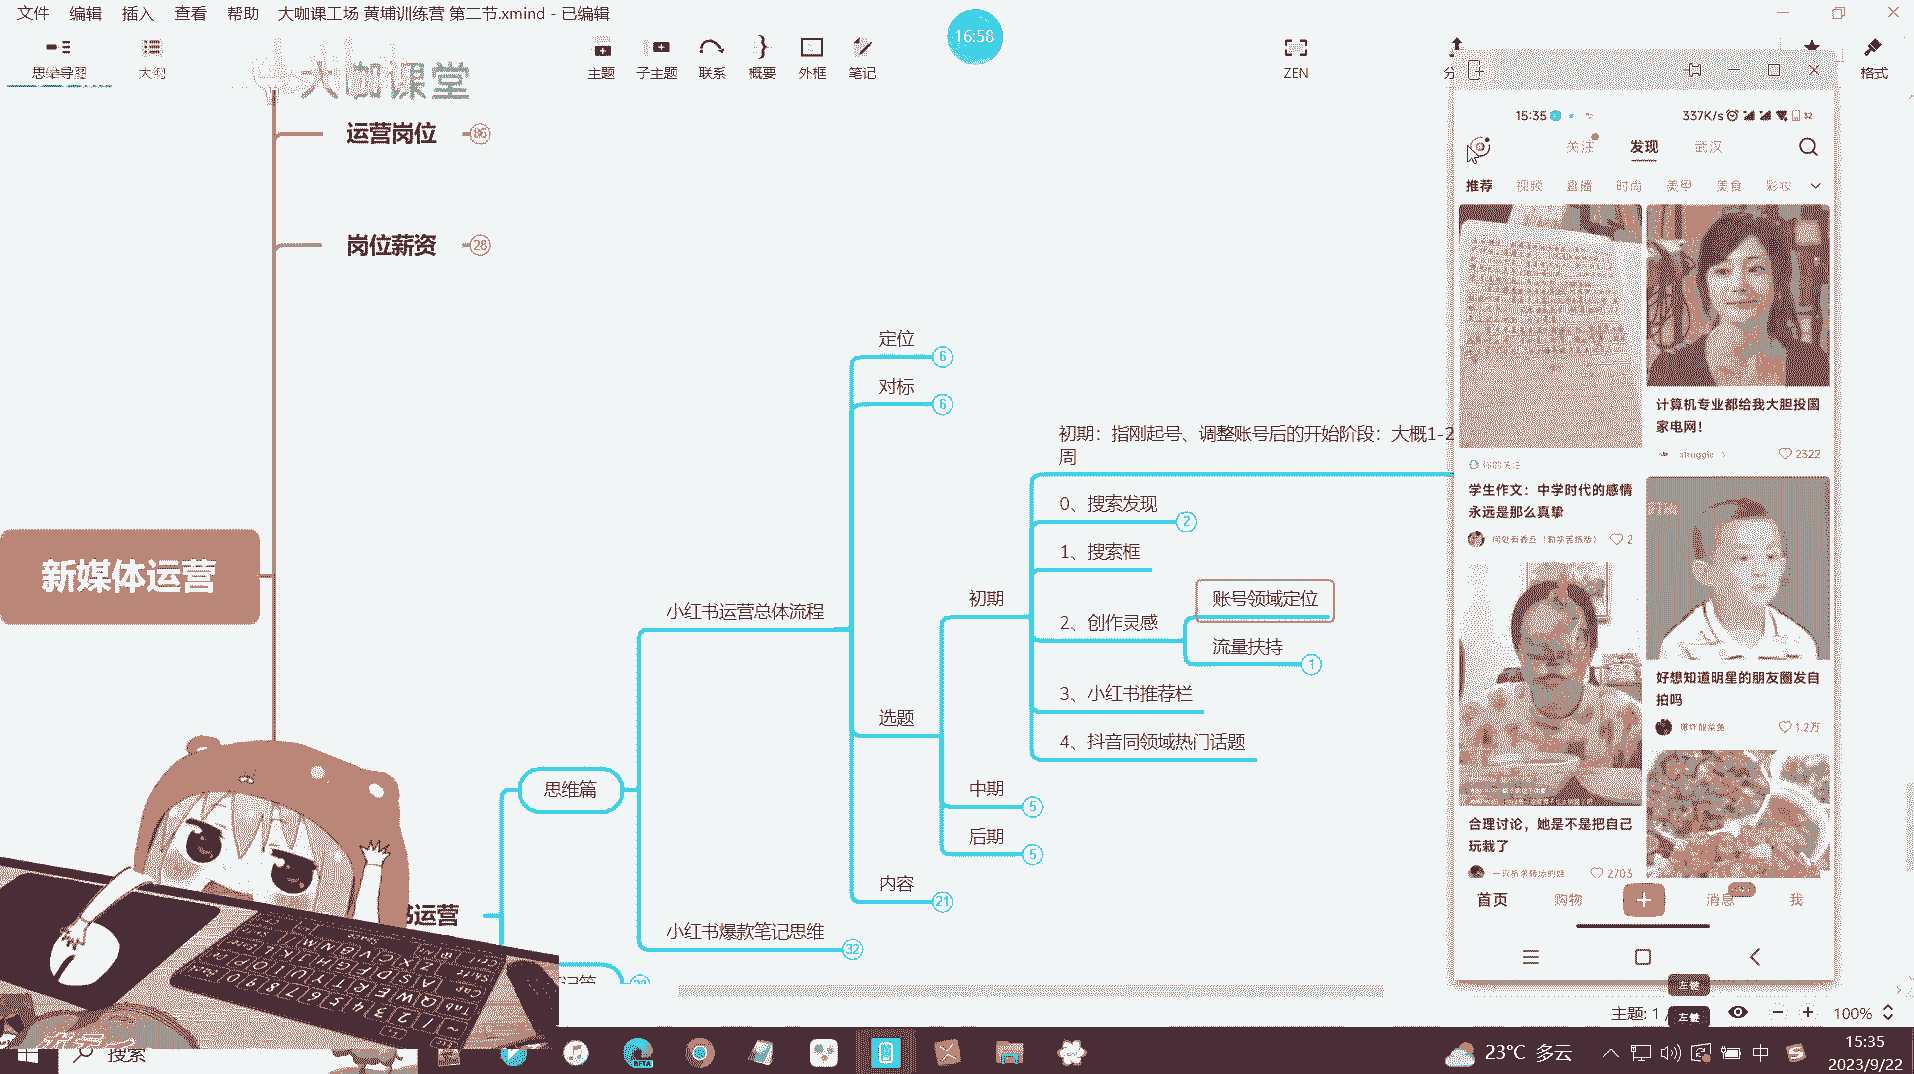 文件 编辑 插入 查看 帮助 大咖课工场 黄埔训练营 第二节.xmind - 已编辑
思维导图
大纲
大咖课堂
主题 子主题 联系 概要 外框 笔记
16:58
ZEN
格式
运营岗位 86
岗位薪资 28
新媒体运营
思维篇
小红书运营总体流程
小红书爆款笔记思维 32
定位 6
对标 6
选题
内容 21
初期
中期 5
后期 5
初期：指刚起号、调整账号后的开始阶段：大概1-2
周
0、搜索发现 2
1、搜索框
2、创作灵感
账号领域定位
流量扶持 1
3、小红书推荐栏
4、抖音同领域热门话题
书运营
15:35
337K/s
32
关注 发现 武汉
推荐 视频 直播 时尚 美甲 美食 彩妆
计算机专业都给我大胆投国
家电网！
struggle
2322
你的关注
学生作文：中学时代的感情
永远是那么真挚
2
好想知道明星的朋友圈发自
拍吗
1.2万
合理讨论，她是不是把自己
玩栽了
2703
首页 购物 + 消息 我
左键
左键
主题: 1 /
100%
搜索
BETA
23°C 多云
中
15:35
2023/9/22